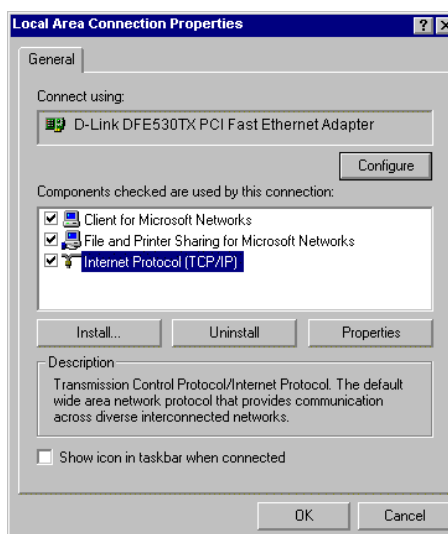 Local Area Connection Properties
General
Connect using:
D-Link DFE530TX PCI Fast Ethernet Adapter
Configure
Components checked are used by this connection:
Client for Microsoft Networks
File and Printer Sharing for Microsoft Networks
Internet Protocol (TCP/IP)
Install... Uninstall Properties
Description
Transmission Control Protocol/Internet Protocol. The default
wide area network protocol that provides communication
across diverse interconnected networks.
Show icon in taskbar when connected
OK Cancel